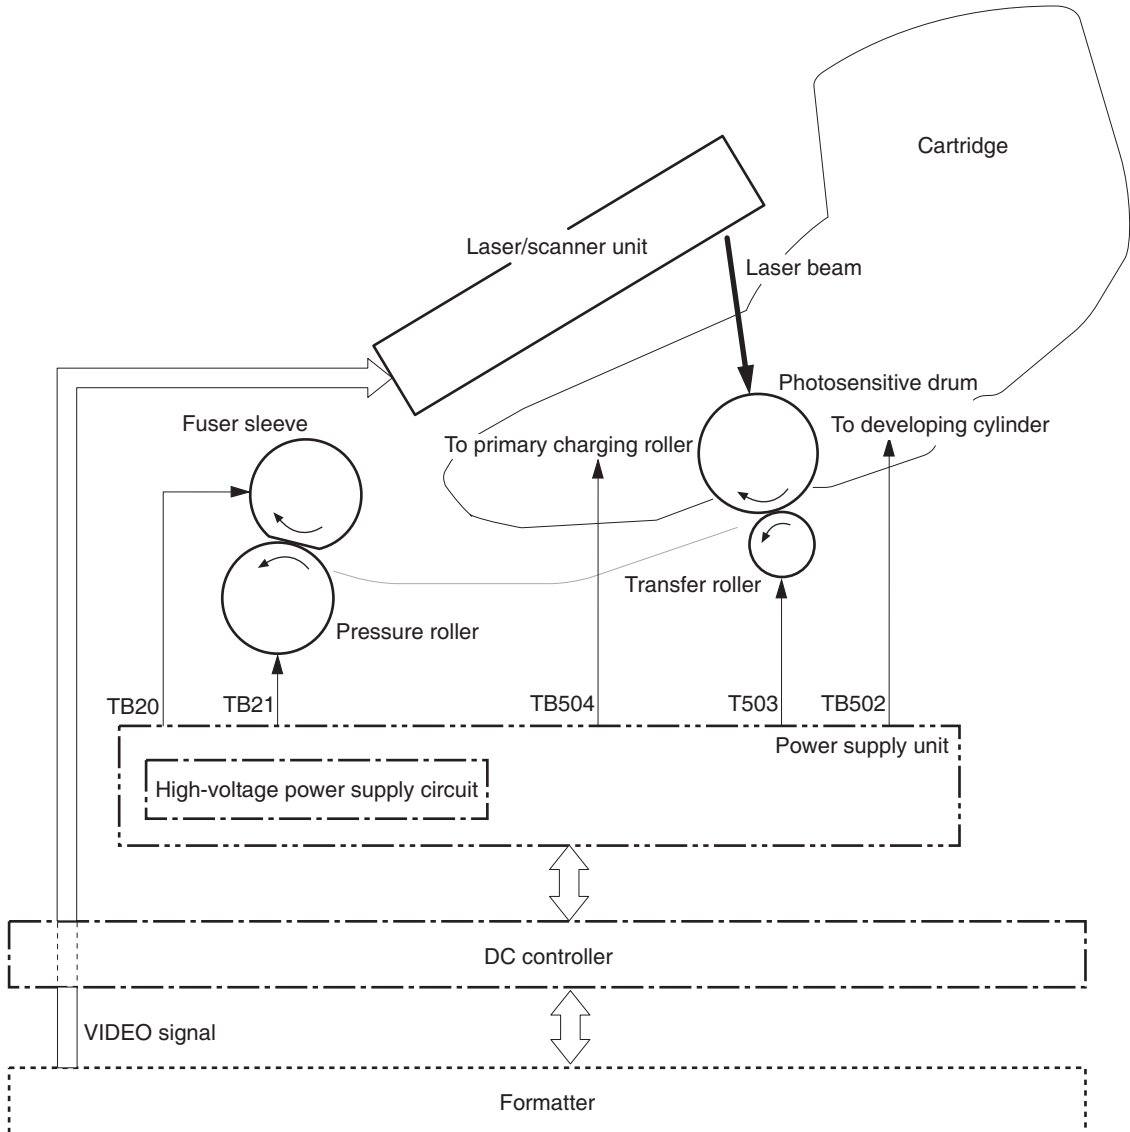 Cartridge
Laser/scanner unit
Laser beam
Photosensitive drum
Fuser sleeve
To developing cylinder
To primary charging roller
Transfer roller
Pressure roller
TB20
TB21
TB504
T503
TB502
Power supply unit
High-voltage power supply circuit
DC controller
VIDEO signal
Formatter